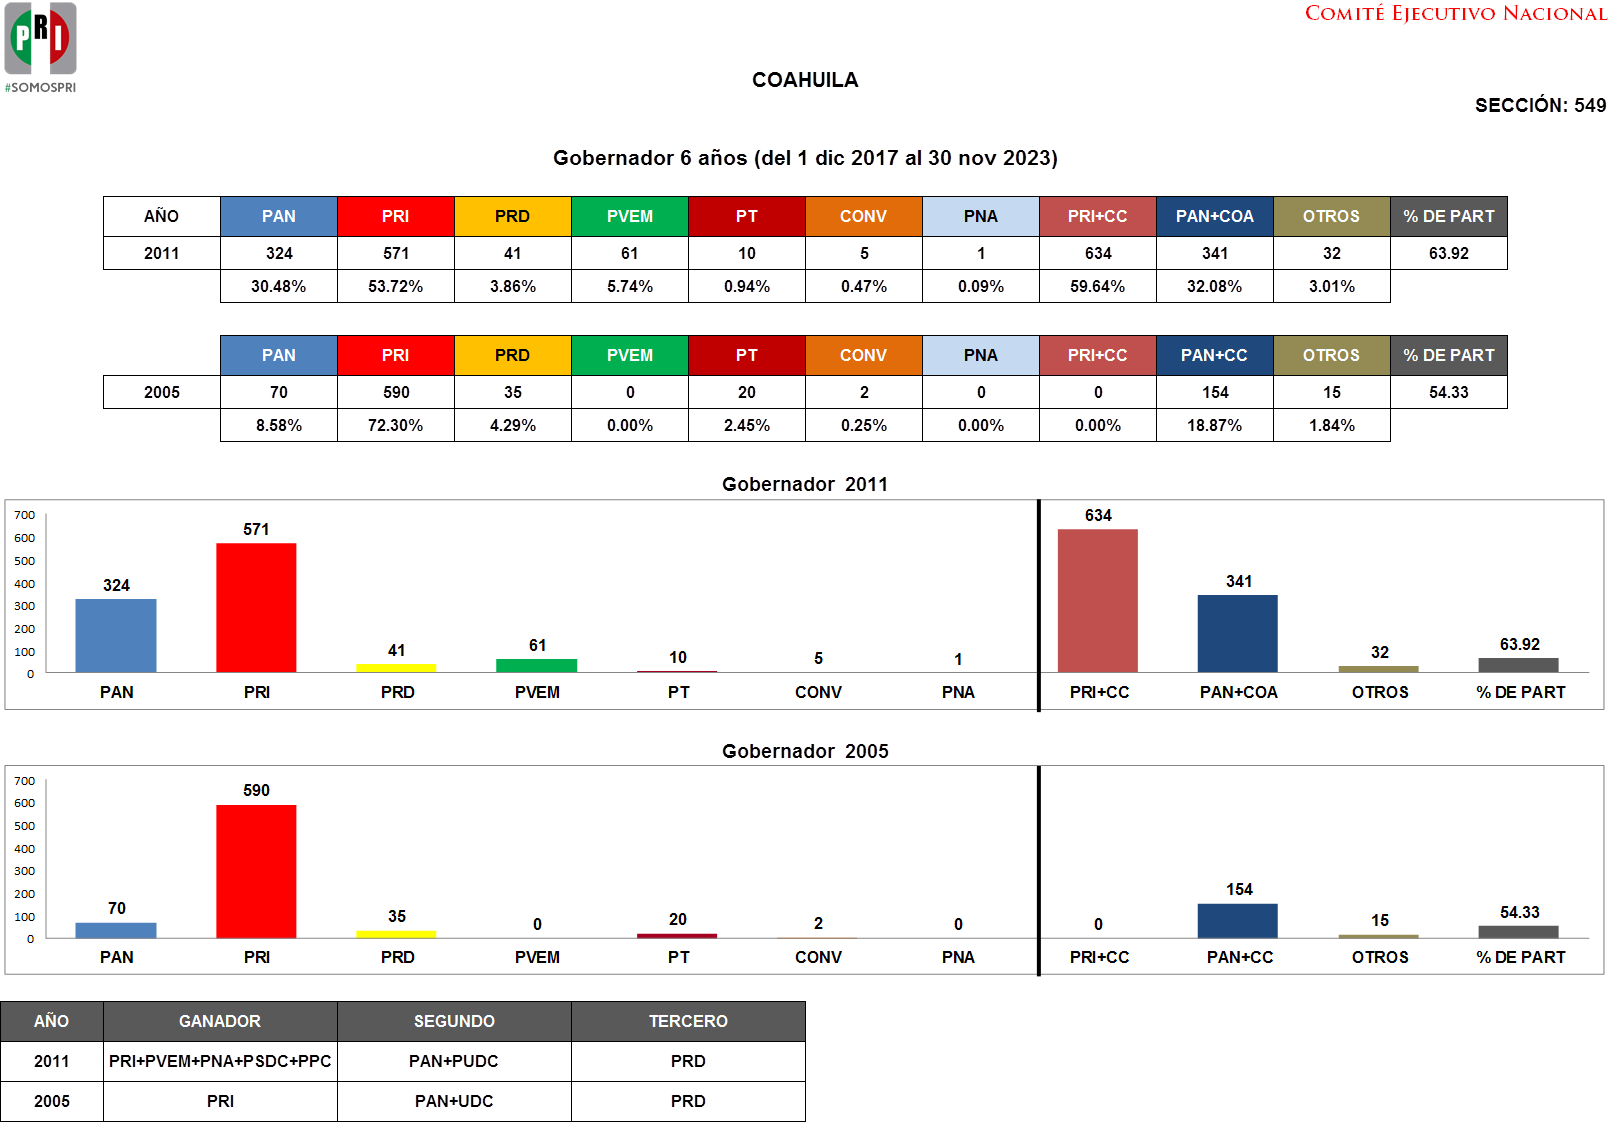 PRI
#SOMOSPRI
COMITÉ EJECUTIVO NACIONAL
COAHUILA
SECCIÓN: 549
Gobernador 6 años (del 1 dic 2017 al 30 nov 2023)
AÑO PAN PRI PRD PVEM PT CONV PNA PRI+CC PAN+COA OTROS % DE PART
2011 324 571 41 61 10 5 1 634 341 32 63.92
30.48% 53.72% 3.86% 5.74% 0.94% 0.47% 0.09% 59.64% 32.08% 3.01%
PAN PRI PRD PVEM PT CONV PNA PRI+CC PAN+CC OTROS % DE PART
2005 70 590 35 0 20 2 0 0 154 15 54.33
8.58% 72.30% 4.29% 0.00% 2.45% 0.25% 0.00% 0.00% 18.87% 1.84%
Gobernador 2011
700
600
500
400
300
200
100
0
324 571 41 61 10 5 1 634 341 32 63.92
PAN PRI PRD PVEM PT CONV PNA PRI+CC PAN+COA OTROS % DE PART
Gobernador 2005
700
600
500
400
300
200
100
0
70 590 35 0 20 2 0 0 154 15 54.33
PAN PRI PRD PVEM PT CONV PNA PRI+CC PAN+CC OTROS % DE PART
AÑO GANADOR SEGUNDO TERCERO
2011 PRI+PVEM+PNA+PSDC+PPC PAN+PUDC PRD
2005 PRI PAN+UDC PRD